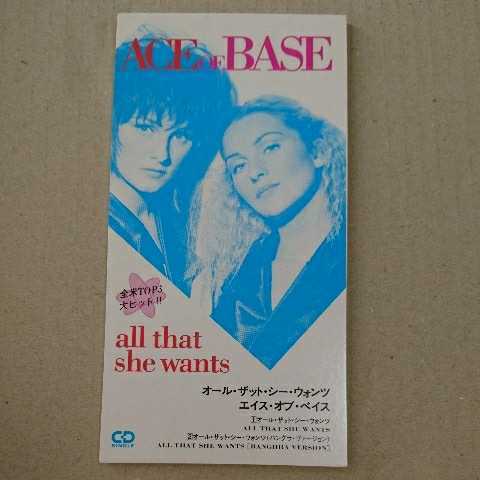 ACE OF BASE
全米TOP5
大ヒット!!
all that
she wants
オール・ザット・シー・ウォンツ
エイス・オブ・ベイス
1オール・ザット・シー・ウォンツ
ALL THAT SHE WANTS
2オール・ザット・シー・ウォンツ(バングラ・ヴァージョン)
ALL THAT SHE WANTS [BANGHRA VERSION]
CD
SINGLE